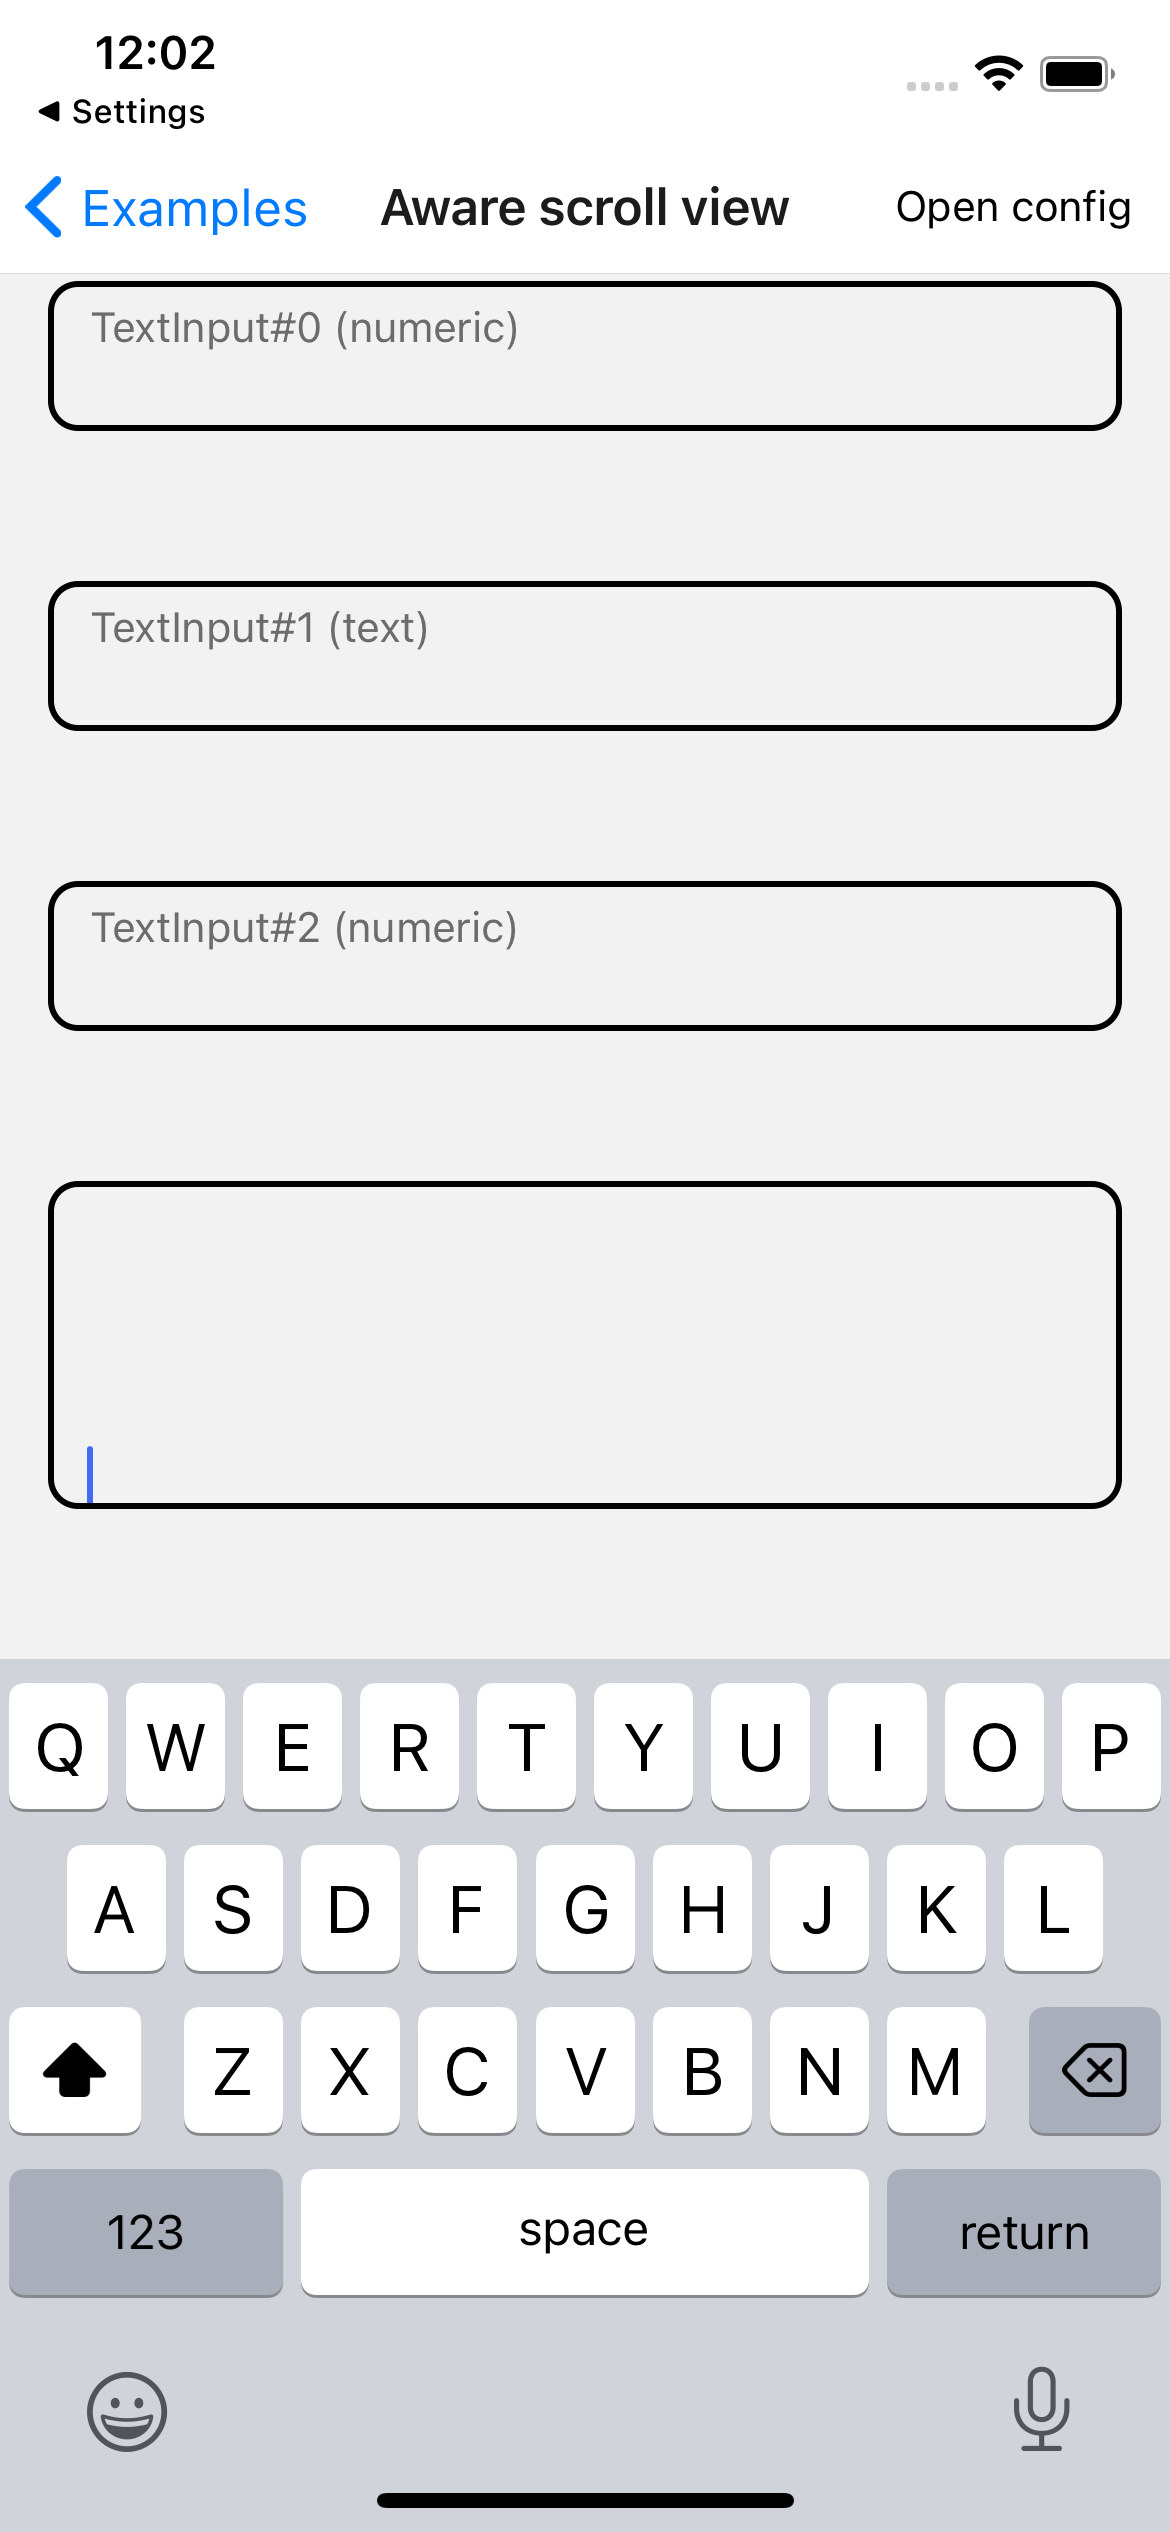 12:02
◀ Settings
Examples
Aware scroll view
Open config
TextInput#0 (numeric)
TextInput#1 (text)
TextInput#2 (numeric)
Q W E R T Y U I O P
A S D F G H J K L
Z X C V B N M
123 space return